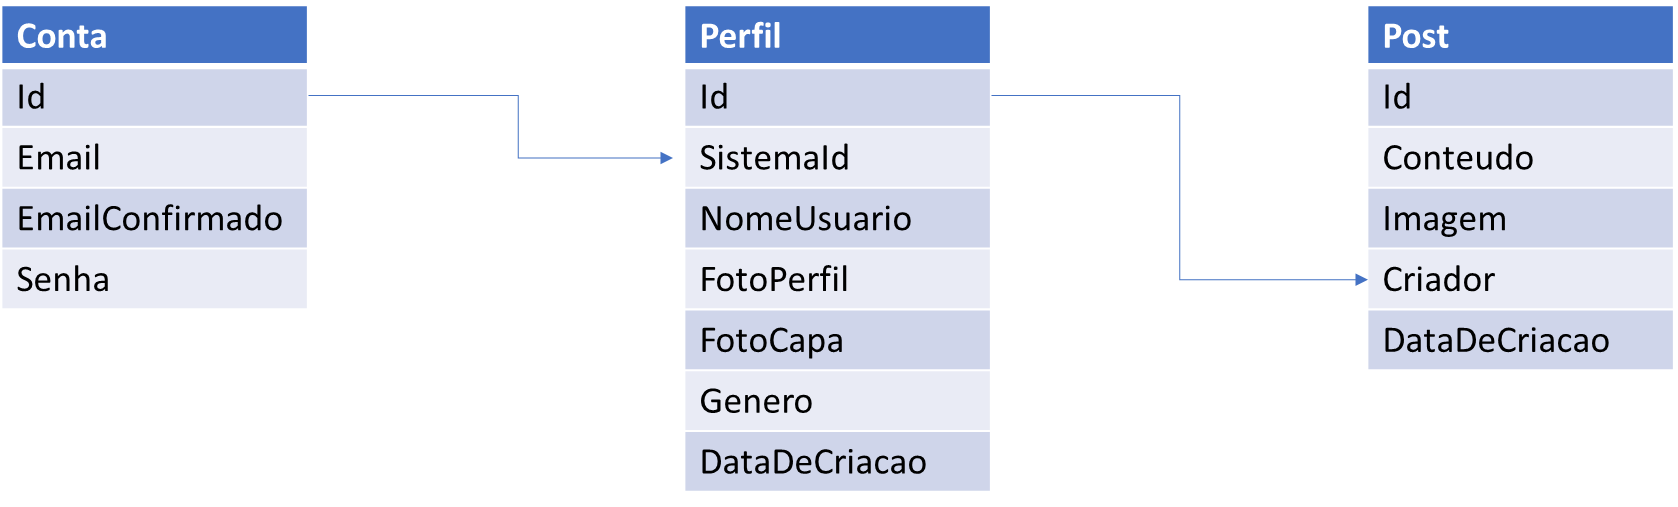 Conta
Id
Email
EmailConfirmado
Senha
Perfil
Id
SistemaId
NomeUsuario
FotoPerfil
FotoCapa
Genero
DataDeCriacao
Post
Id
Conteudo
Imagem
Criador
DataDeCriacao